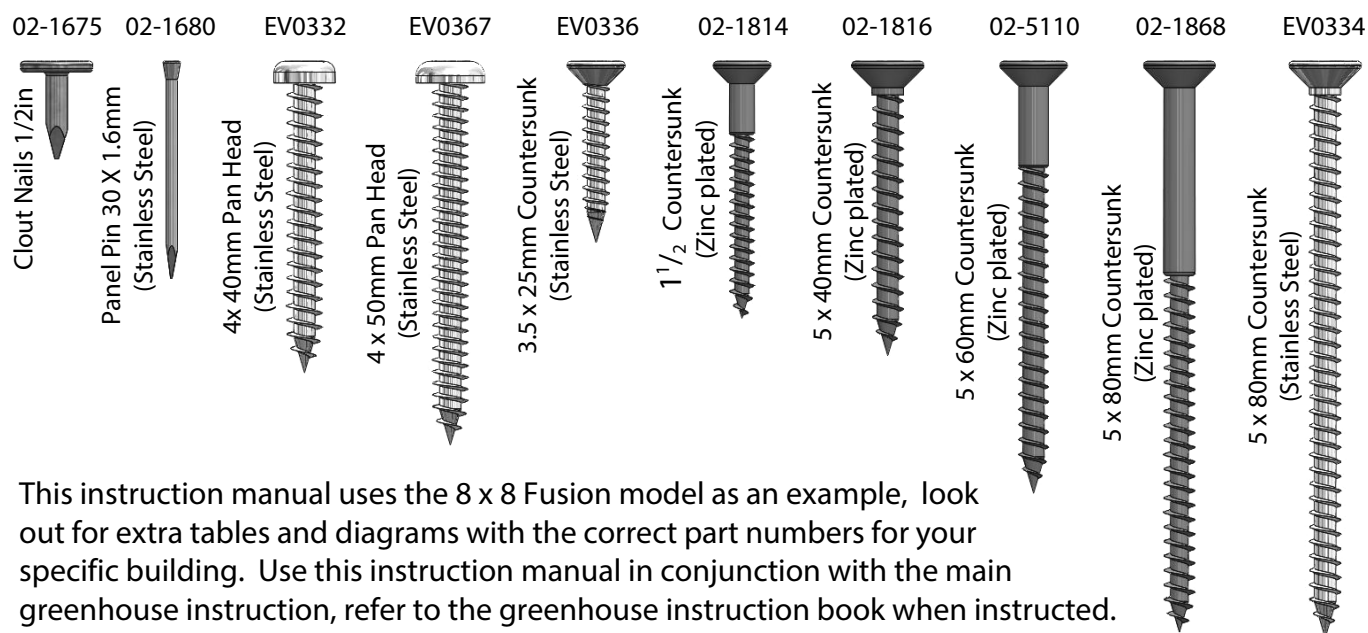 02-1675 02-1680 EV0332 EV0367 EV0336 02-1814 02-1816 02-5110 02-1868 EV0334
Clout Nails 1/2in
Panel Pin 30 X 1.6mm
(Stainless Steel)
4x 40mm Pan Head
(Stainless Steel)
4 x 50mm Pan Head
(Stainless Steel)
3.5 x 25mm Countersunk
(Stainless Steel)
1 1/2 Countersunk
(Zinc plated)
5 x 40mm Countersunk
(Zinc plated)
5 x 60mm Countersunk
(Zinc plated)
5 x 80mm Countersunk
(Zinc plated)
5 x 80mm Countersunk
(Stainless Steel)
This instruction manual uses the 8 x 8 Fusion model as an example, look
out for extra tables and diagrams with the correct part numbers for your
specific building. Use this instruction manual in conjunction with the main
greenhouse instruction, refer to the greenhouse instruction book when instructed.